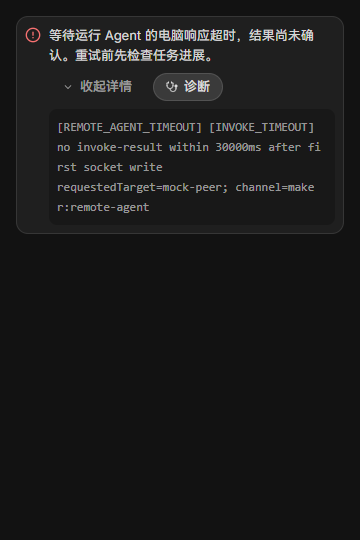 等待运行 Agent 的电脑响应超时，结果尚未确
认。重试前先检查任务进展。
收起详情 诊断
[REMOTE_AGENT_TIMEOUT] [INVOKE_TIMEOUT]
no invoke-result within 30000ms after fi
rst socket write
requestedTarget=mock-peer; channel=make
r:remote-agent